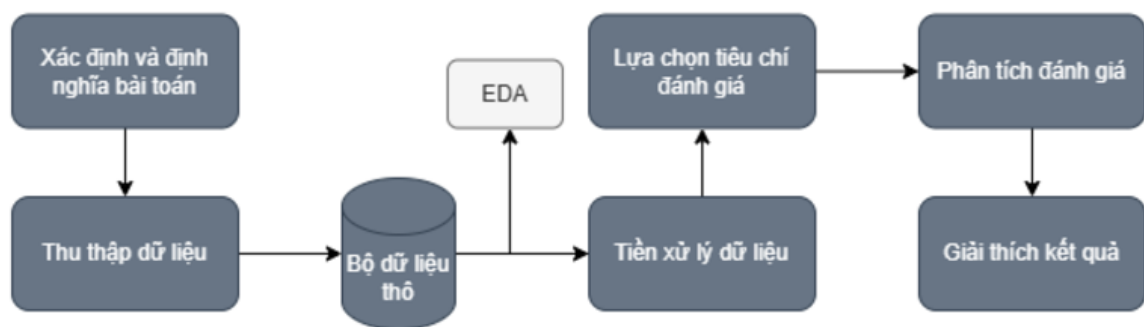 Xác định và định
nghĩa bài toán
Thu thập dữ liệu
Bộ dữ liệu
thô
EDA
Tiền xử lý dữ liệu
Lựa chọn tiêu chí
đánh giá
Phân tích đánh giá
Giải thích kết quả